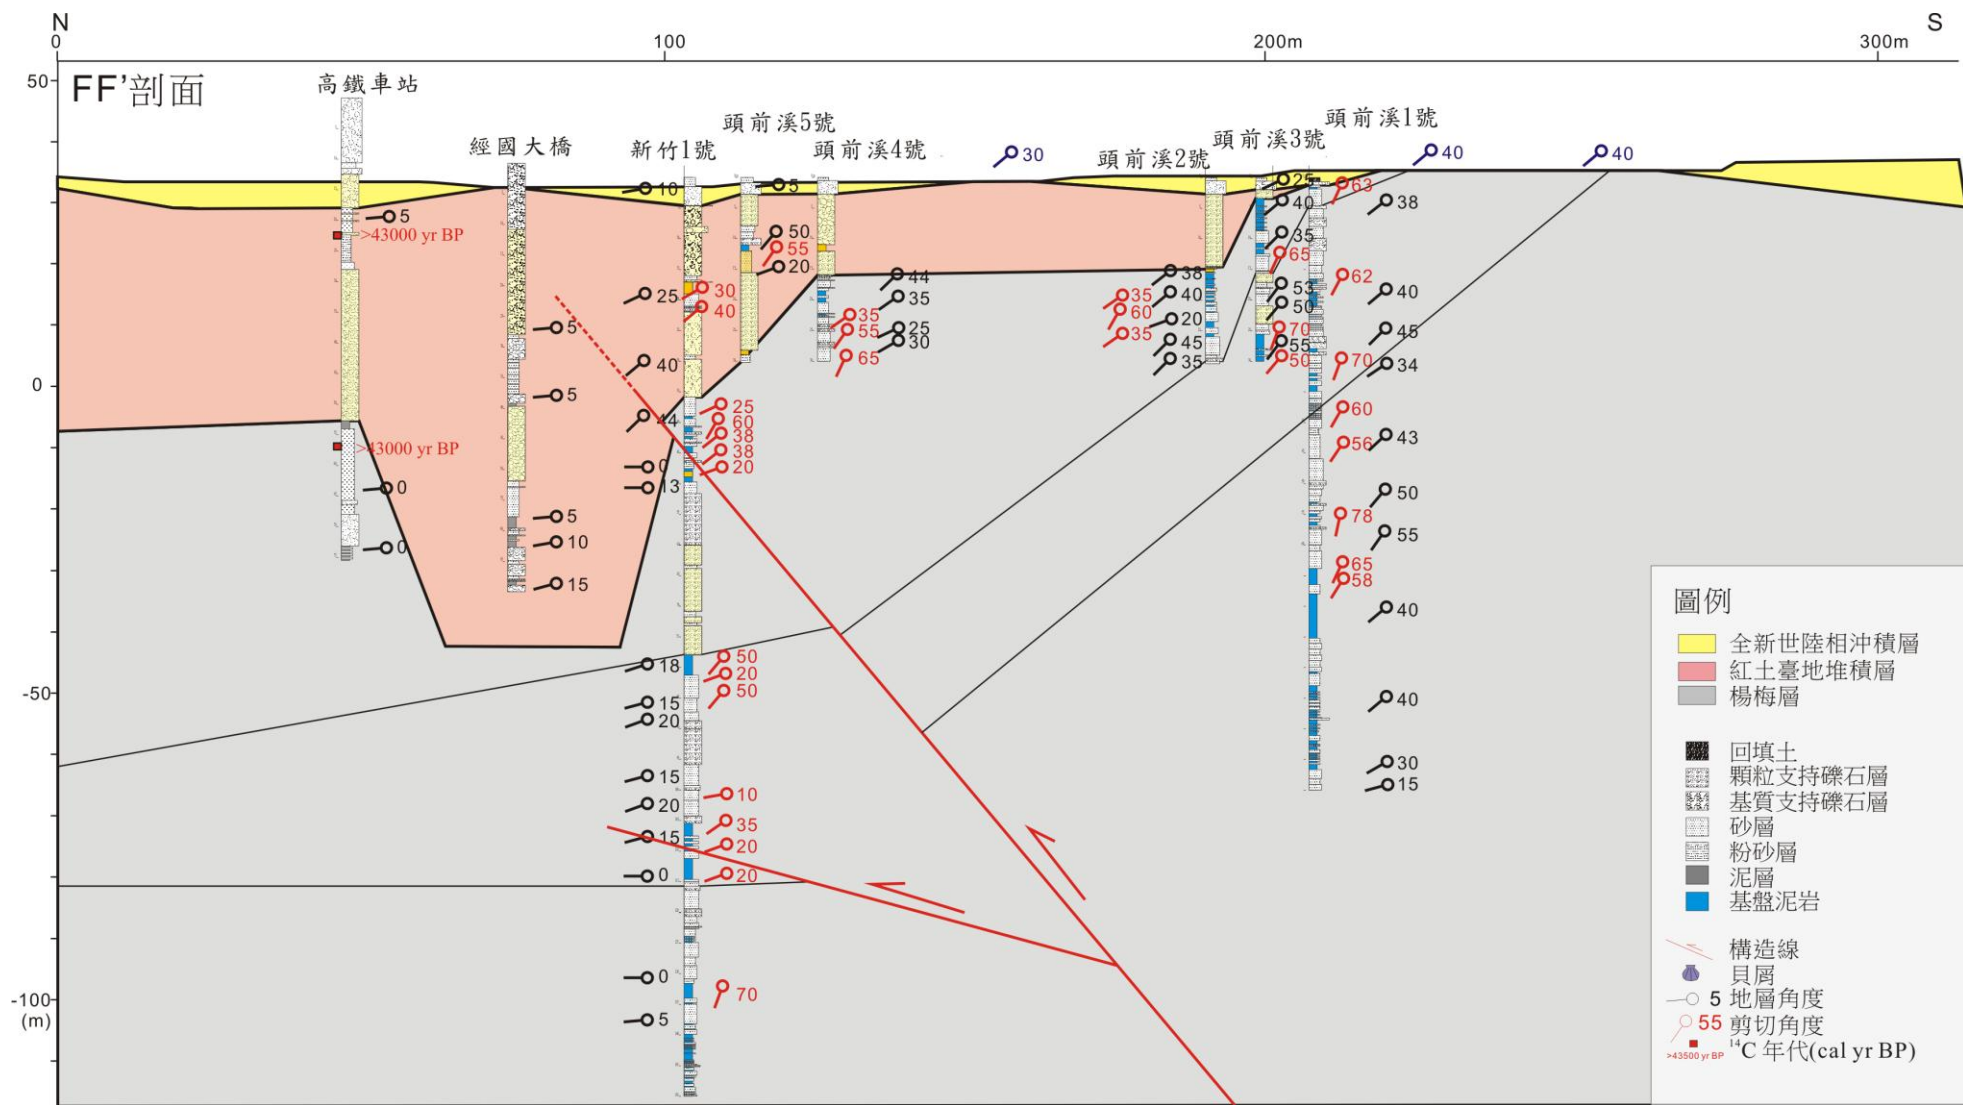 N
S
0
100
200m
300m
50
0
-50
-100
(m)
FF'剖面
高鐵車站
經國大橋
新竹1號
頭前溪5號
頭前溪4號
頭前溪2號
頭前溪3號
頭前溪1號
30
40
40
5
>43000 yr BP
>43000 yr BP
0
0
5
5
5
10
15
10
25
40
44
0
13
18
15
20
15
20
15
0
0
5
30
40
25
60
38
38
20
50
20
50
10
35
20
20
70
5
50
55
20
44
35
25
30
35
55
65
38
40
20
45
35
35
60
35
25
40
35
65
53
50
70
55
50
63
62
70
60
56
78
65
58
38
40
45
34
43
50
55
40
40
30
15
圖例
全新世陸相沖積層
紅土臺地堆積層
楊梅層
回填土
顆粒支持礫石層
基質支持礫石層
砂層
粉砂層
泥層
基盤泥岩
構造線
貝屑
5 地層角度
55 剪切角度
>43500 yr BP ¹⁴C 年代(cal yr BP)